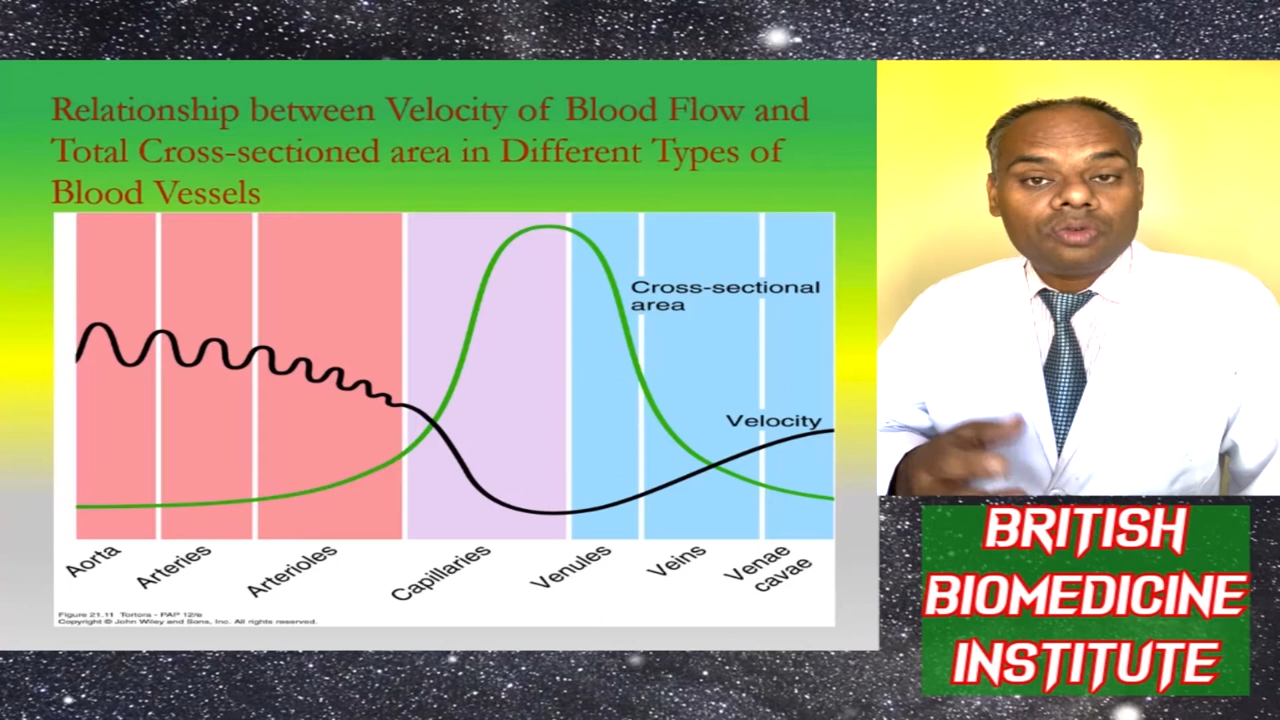 Relationship between Velocity of Blood Flow and
Total Cross-sectioned area in Different Types of
Blood Vessels
Cross-sectional
area
Velocity
Aorta
Arteries
Arterioles
Capillaries
Venules
Veins
Venae
cavae
Figure 21.11 Tortora - PAP 12/e
Copyright © John Wiley and Sons, Inc. All rights reserved.
BRITISH
BIOMEDICINE
INSTITUTE